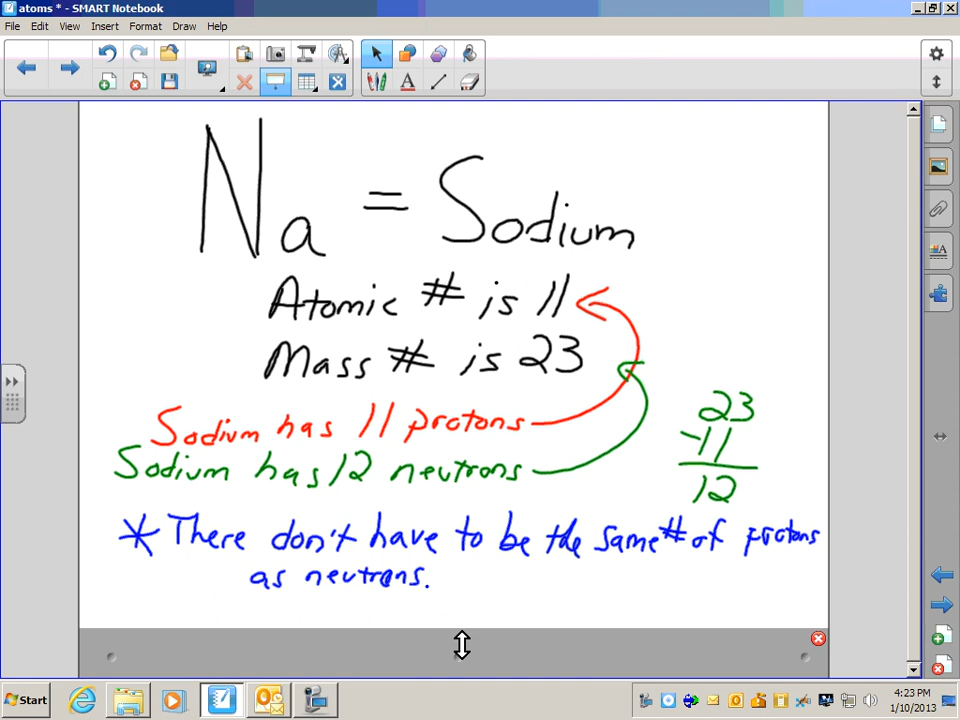 atoms * - SMART Notebook
File Edit View Insert Format Draw Help
Na = Sodium
Atomic # is 11
Mass # is 23
Sodium has 11 protons
Sodium has 12 neutrons
23
-11
12
* There don't have to be the same # of protons
as neutrons.
Start
4:23 PM
1/10/2013